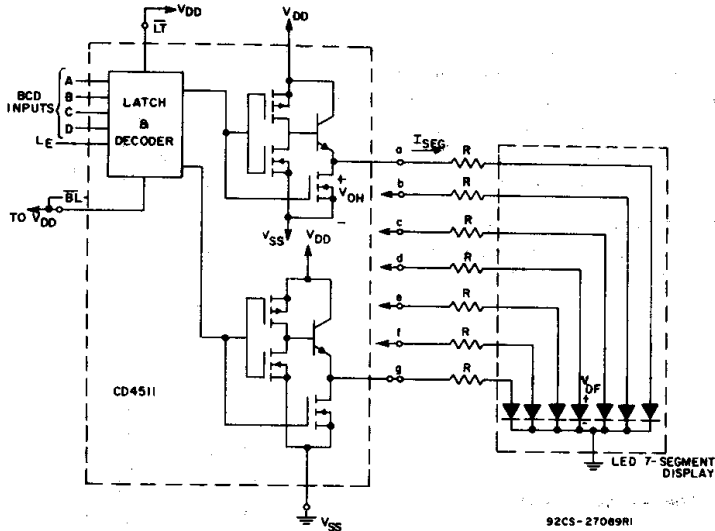 VDD
LT
VDD
BCD
INPUTS
A
B
C
D
LE
LATCH
&
DECODER
BL
TO VDD
+
VOH
-
VSS
VDD
CD4511
VSS
a
ISEG
R
b
R
c
R
d
R
e
R
f
R
g
R
VDF
+
-
LED 7-SEGMENT
DISPLAY
92CS-27089R1